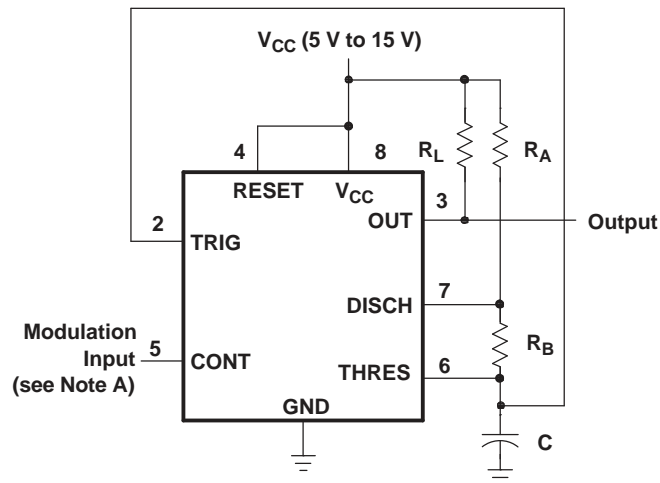 V_CC (5 V to 15 V)
4
8
R_L
R_A
RESET
V_CC
3
2
OUT
Output
TRIG
7
DISCH
Modulation
Input
(see Note A)
5
R_B
CONT
6
THRES
GND
C